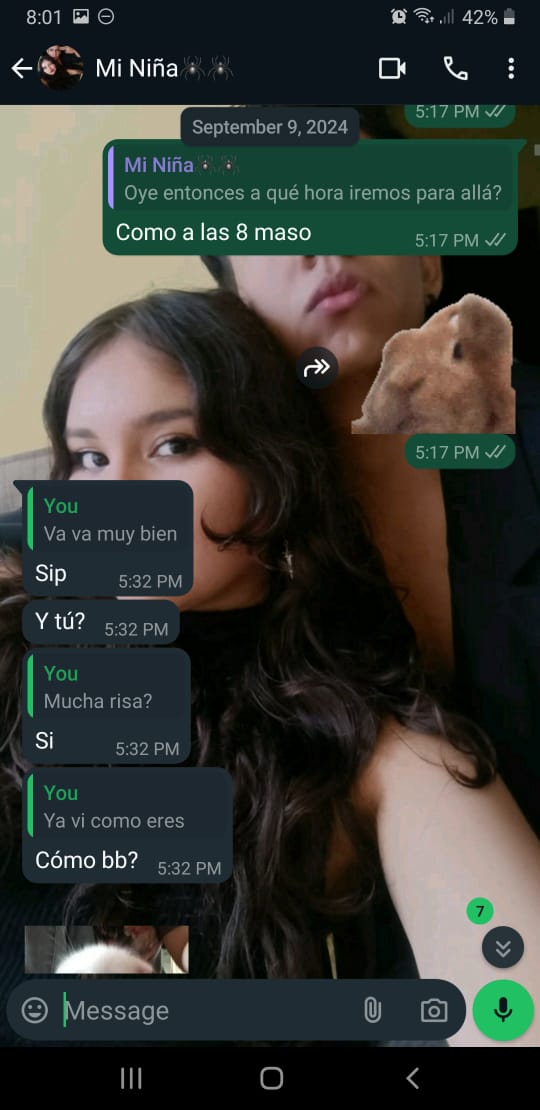 8:01 42%
Mi Niña🕷️🕷️
5:17 PM
September 9, 2024
Mi Niña🕷️🕷️
Oye entonces a qué hora iremos para allá?
Como a las 8 maso 5:17 PM
5:17 PM
You
Va va muy bien
Sip 5:32 PM
Y tú? 5:32 PM
You
Mucha risa?
Si 5:32 PM
You
Ya vi como eres
Cómo bb? 5:32 PM
7
Message